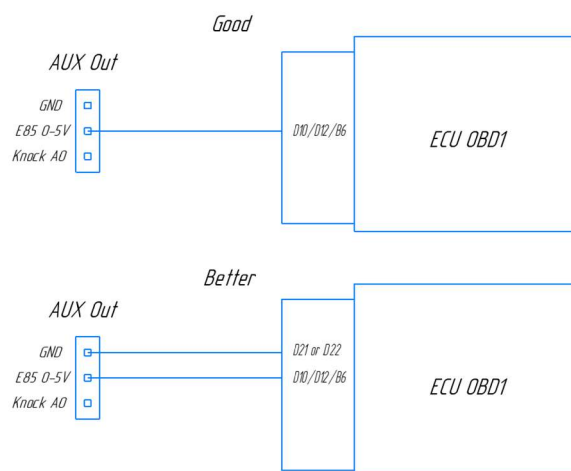 Good
AUX Out
GND
E85 0-5V
Knock AO
D10/D12/B6
ECU OBD1
Better
AUX Out
GND
E85 0-5V
Knock AO
D21 or D22
D10/D12/B6
ECU OBD1